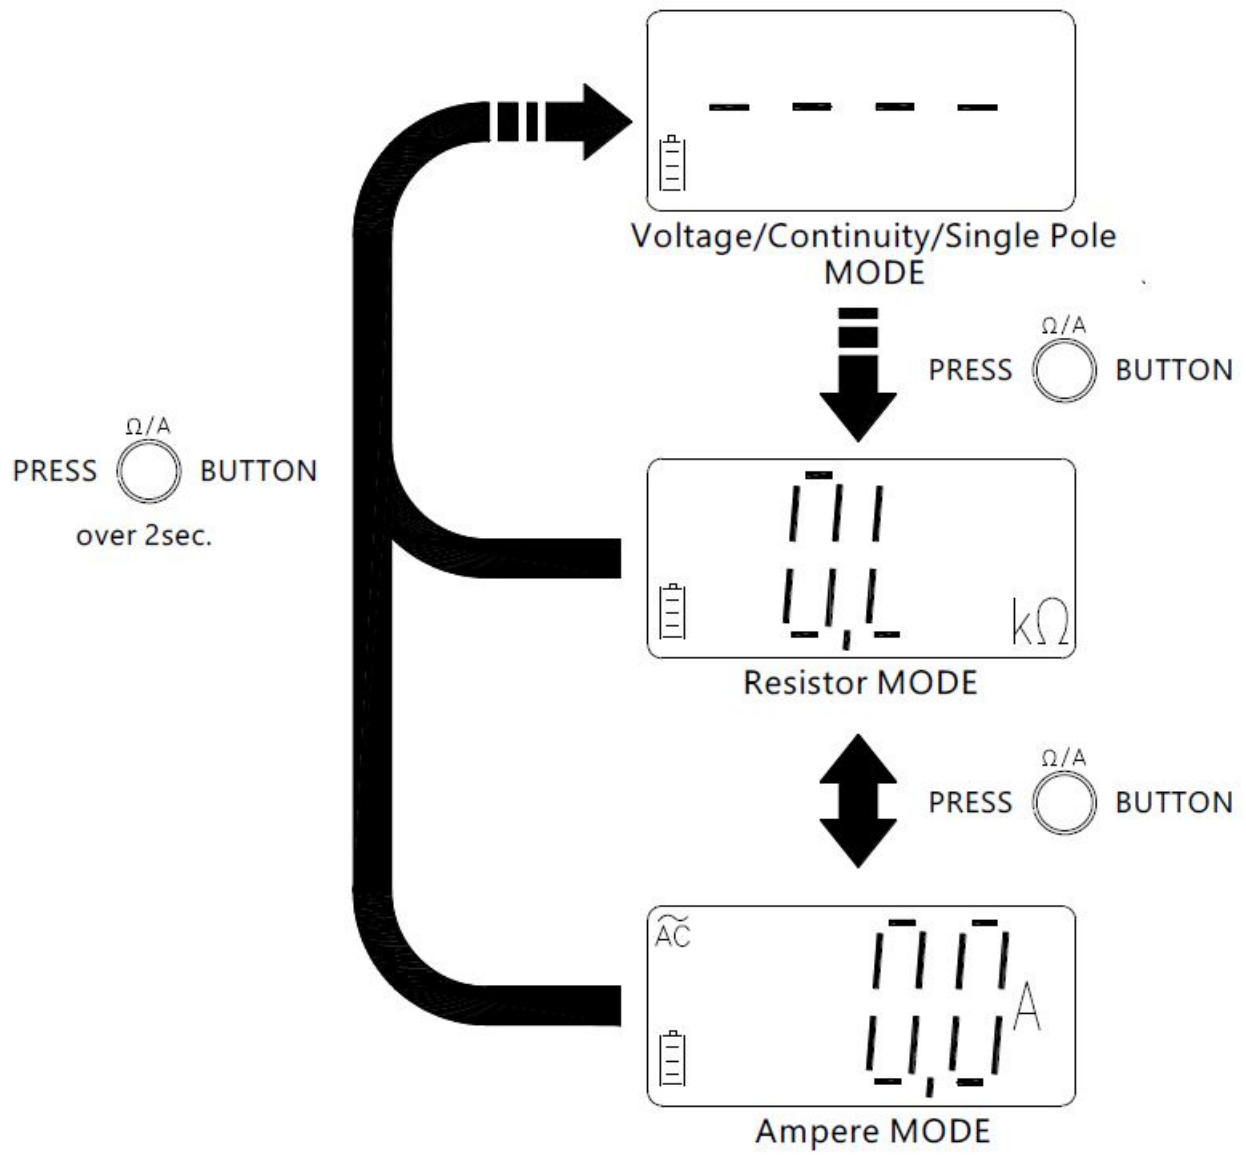 - - - -
Voltage/Continuity/Single Pole
MODE
Ω/A
PRESS BUTTON
Ω/A
PRESS BUTTON
over 2sec.
0.L
kΩ
Resistor MODE
Ω/A
PRESS BUTTON
AC
0.0
A
Ampere MODE